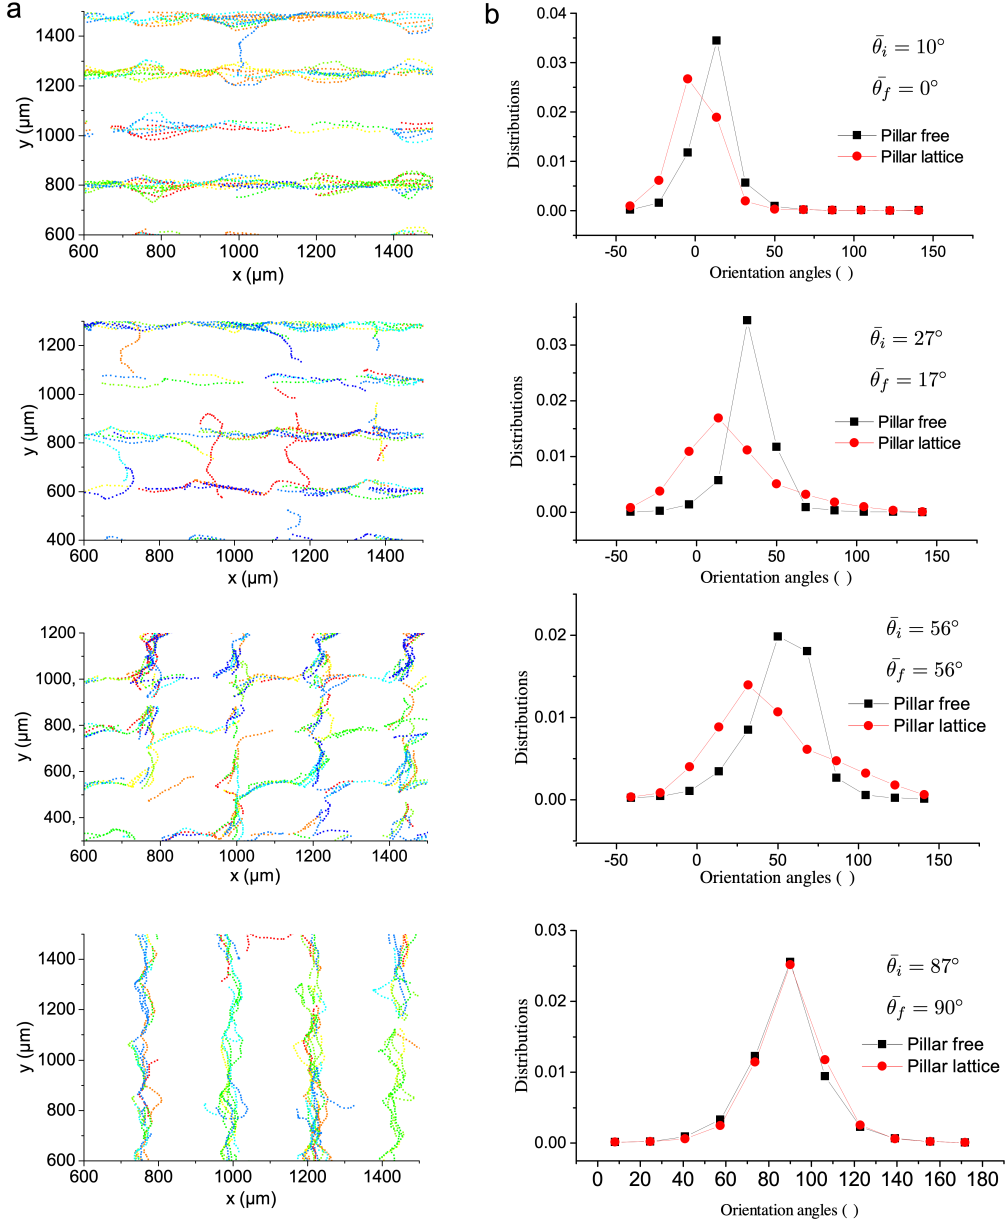 a
1400
1200
1000
800
600
y (μm)
600 800 1000 1200 1400
x (μm)
b
0.04
0.03
0.02
0.01
0.00
Distributions
θ̄i = 10°
θ̄f = 0°
Pillar free
Pillar lattice
-50 0 50 100 150
Orientation angles ( )
1200
1000
800
600
400
y (μm)
600 800 1000 1200 1400
x (μm)
0.03
0.02
0.01
0.00
Distributions
θ̄i = 27°
θ̄f = 17°
Pillar free
Pillar lattice
-50 0 50 100 150
Orientation angles ( )
1200
1000,
800,
600,
400,
y (μm)
600 800 1000 1200 1400
x (μm)
0.02
0.01
0.00
Distributions
θ̄i = 56°
θ̄f = 56°
Pillar free
Pillar lattice
-50 0 50 100 150
Orientation angles ( )
1400
1200
1000
800
600
y (μm)
600 800 1000 1200 1400
x (μm)
0.03
0.02
0.01
0.00
Distributions
θ̄i = 87°
θ̄f = 90°
Pillar free
Pillar lattice
0 20 40 60 80 100 120 140 160 180
Orientation angles ( )